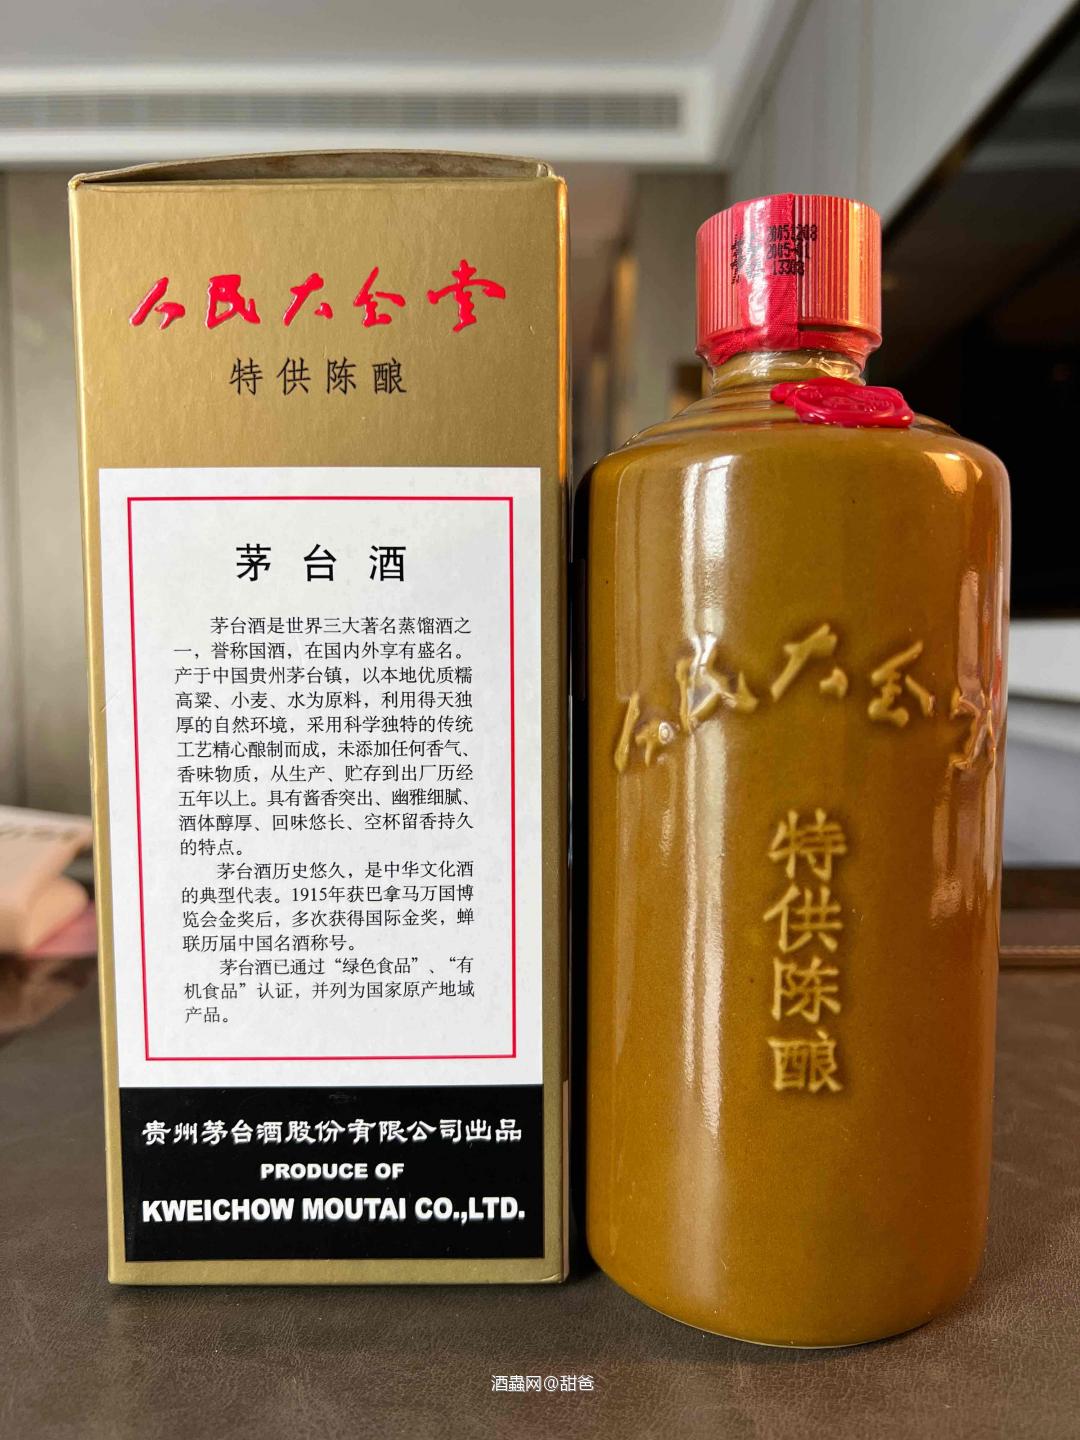 人民大会堂
特供陈酿
茅台酒
茅台酒是世界三大著名蒸馏酒之
一，誉称国酒，在国内外享有盛名。
产于中国贵州茅台镇，以本地优质糯
高粱、小麦、水为原料，利用得天独
厚的自然环境，采用科学独特的传统
工艺精心酿制而成，未添加任何香气、
香味物质，从生产、贮存到出厂历经
五年以上。具有酱香突出、幽雅细腻、
酒体醇厚、回味悠长、空杯留香持久
的特点。
茅台酒历史悠久，是中华文化酒
的典型代表。1915年获巴拿马万国博
览会金奖后，多次获得国际金奖，蝉
联历届中国名酒称号。
茅台酒已通过“绿色食品”、“有
机食品”认证，并列为国家原产地域
产品。
贵州茅台酒股份有限公司出品
PRODUCE OF
KWEICHOW MOUTAI CO.,LTD.
20051208
2005-01
人民大会堂
特供陈酿
酒蟲网@甜爸